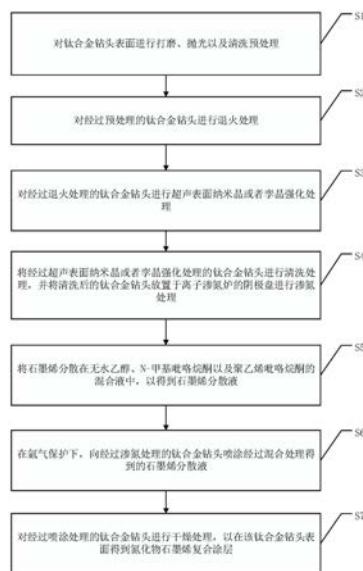 S1
对钛合金钻头表面进行打磨、抛光以及清洗预处理
S2
对经过预处理的钛合金钻头进行退火处理
S3
对经过退火处理的钛合金钻头进行超声表面纳米晶或者孪晶强化处
理
S4
将经过超声表面纳米晶或者孪晶强化处理的钛合金钻头进行清洗处
理，并将清洗后的钛合金钻头放置于离子渗氮炉的阴极盘进行渗氮
处理
S5
将石墨烯分散在无水乙醇、N-甲基吡咯烷酮以及聚乙烯吡咯烷酮的
混合液中，以得到石墨烯分散液
S6
在氩气保护下，向经过渗氮处理的钛合金钻头喷涂经过混合处理得
到的石墨烯分散液
S7
对经过喷涂处理的钛合金钻头进行干燥处理，以在该钛合金钻头表
面得到氮化物石墨烯复合涂层